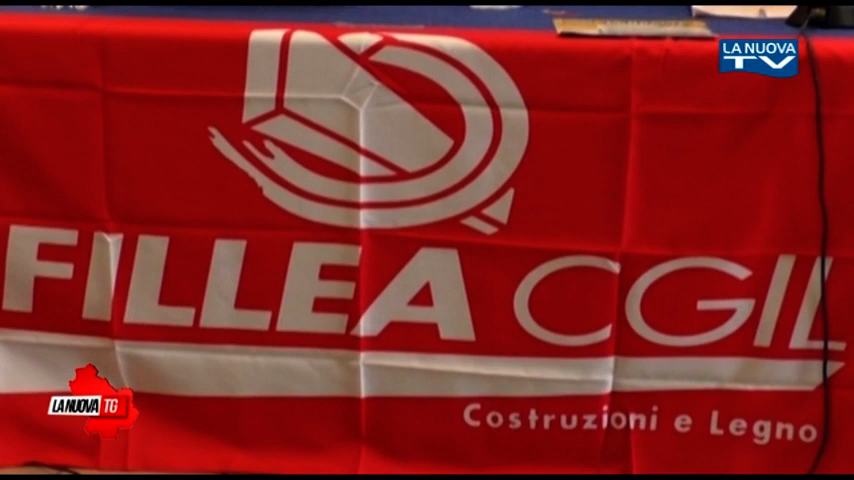 LA NUOVA
TV
FILLEA CGIL
LA NUOVA TG
Costruzioni e Legno